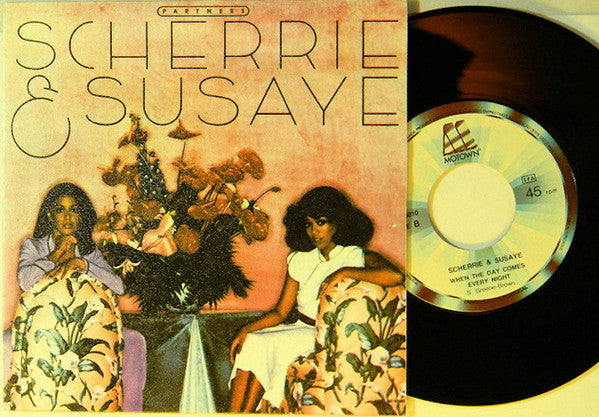 PARTNERS
SCHERRIE
& SUSAYE
MOTOWN
S.P.A.
45 rpm
B
SCHERRIE & SUSAYE
WHEN THE DAY COMES
EVERY NIGHT
S. Greene-Brown